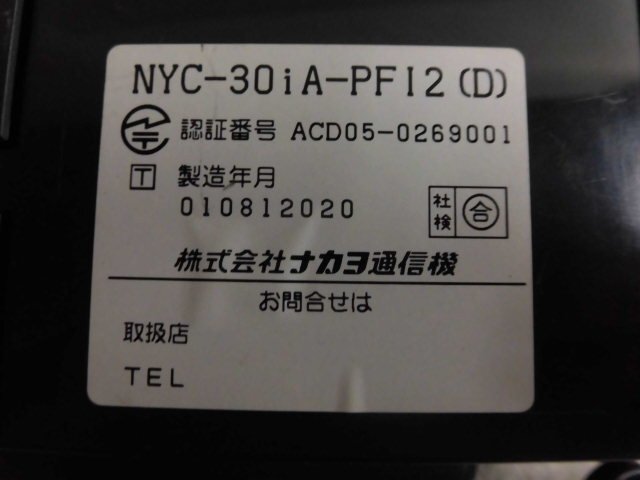 NYC-30iA-PFI2(D)
認証番号 ACD05-0269001
T 製造年月
010812020
社検 合
株式会社ナカヨ通信機
お問合せは
取扱店
TEL